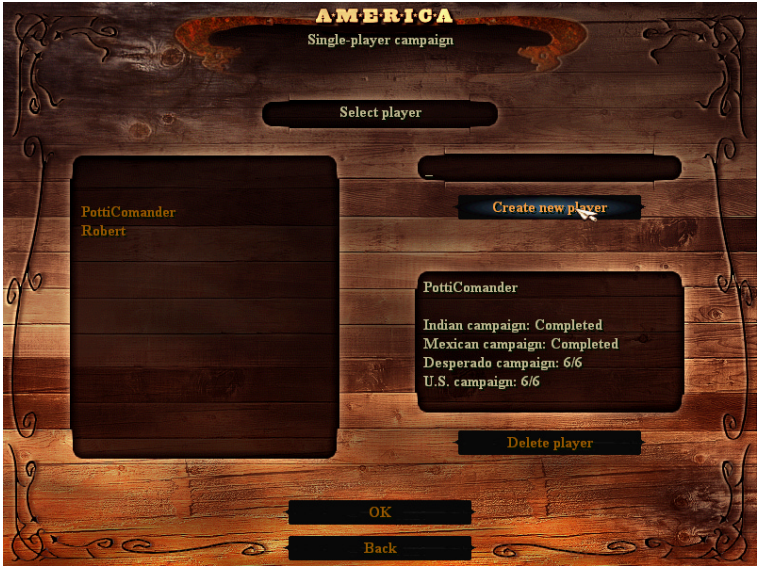 AMERICA
Single-player campaign
Select player
PottiComander
Robert
_
Create new player
PottiComander
Indian campaign: Completed
Mexican campaign: Completed
Desperado campaign: 6/6
U.S. campaign: 6/6
Delete player
OK
Back